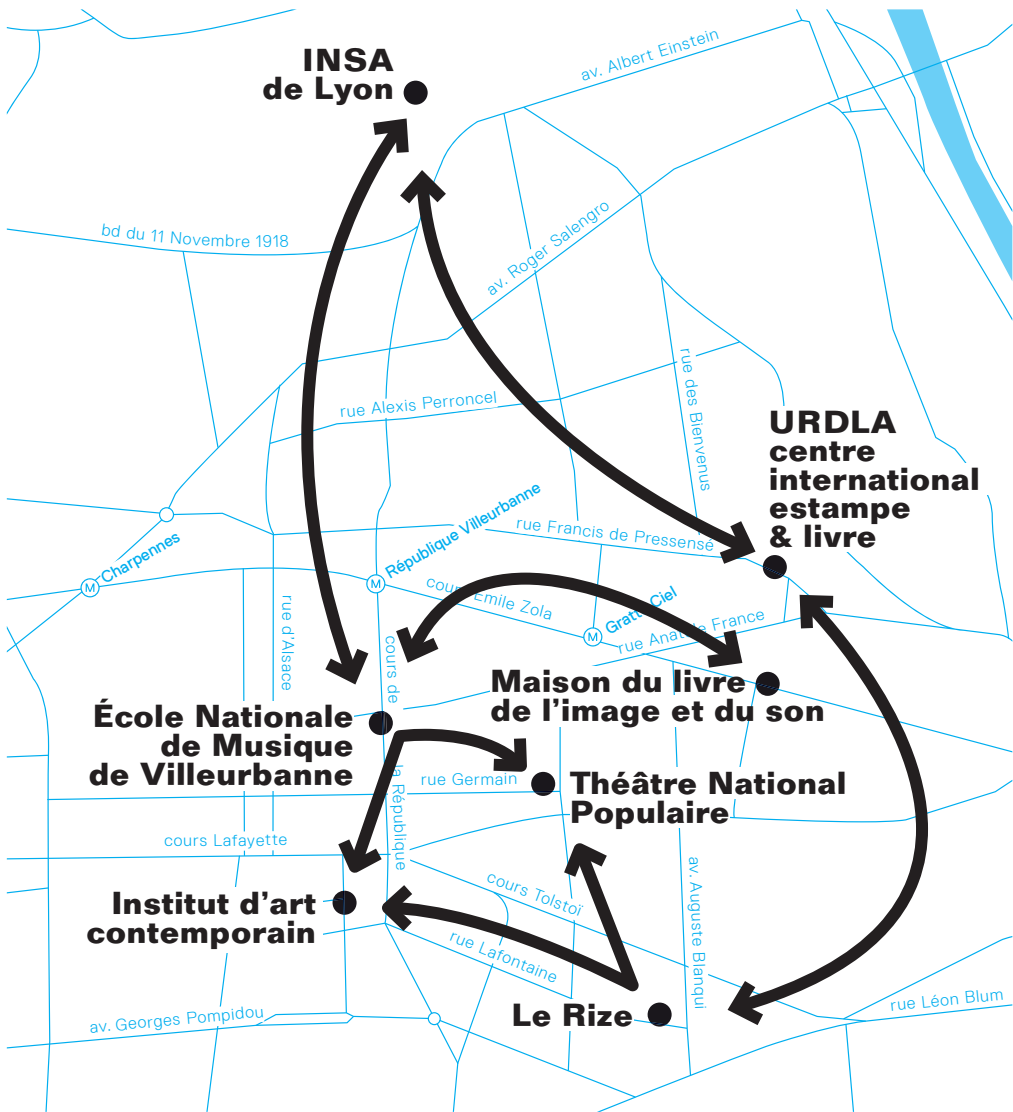 INSA
de Lyon
av. Albert Einstein
bd du 11 Novembre 1918
av. Roger Salengro
rue Alexis Perroncel
rue des Bienvenus
URDLA
centre
international
estampe
& livre
M Charpennes
M République Villeurbanne
rue Francis de Pressensé
cours Emile Zola
M Gratte-Ciel
rue Anatole France
rue d'Alsace
cours de
la République
Maison du livre
de l'image et du son
École Nationale
de Musique
de Villeurbanne
rue Germain
Théâtre National
Populaire
cours Lafayette
Institut d'art
contemporain
cours Tolstoï
rue Lafontaine
av. Auguste Blanqui
Le Rize
av. Georges Pompidou
rue Léon Blum